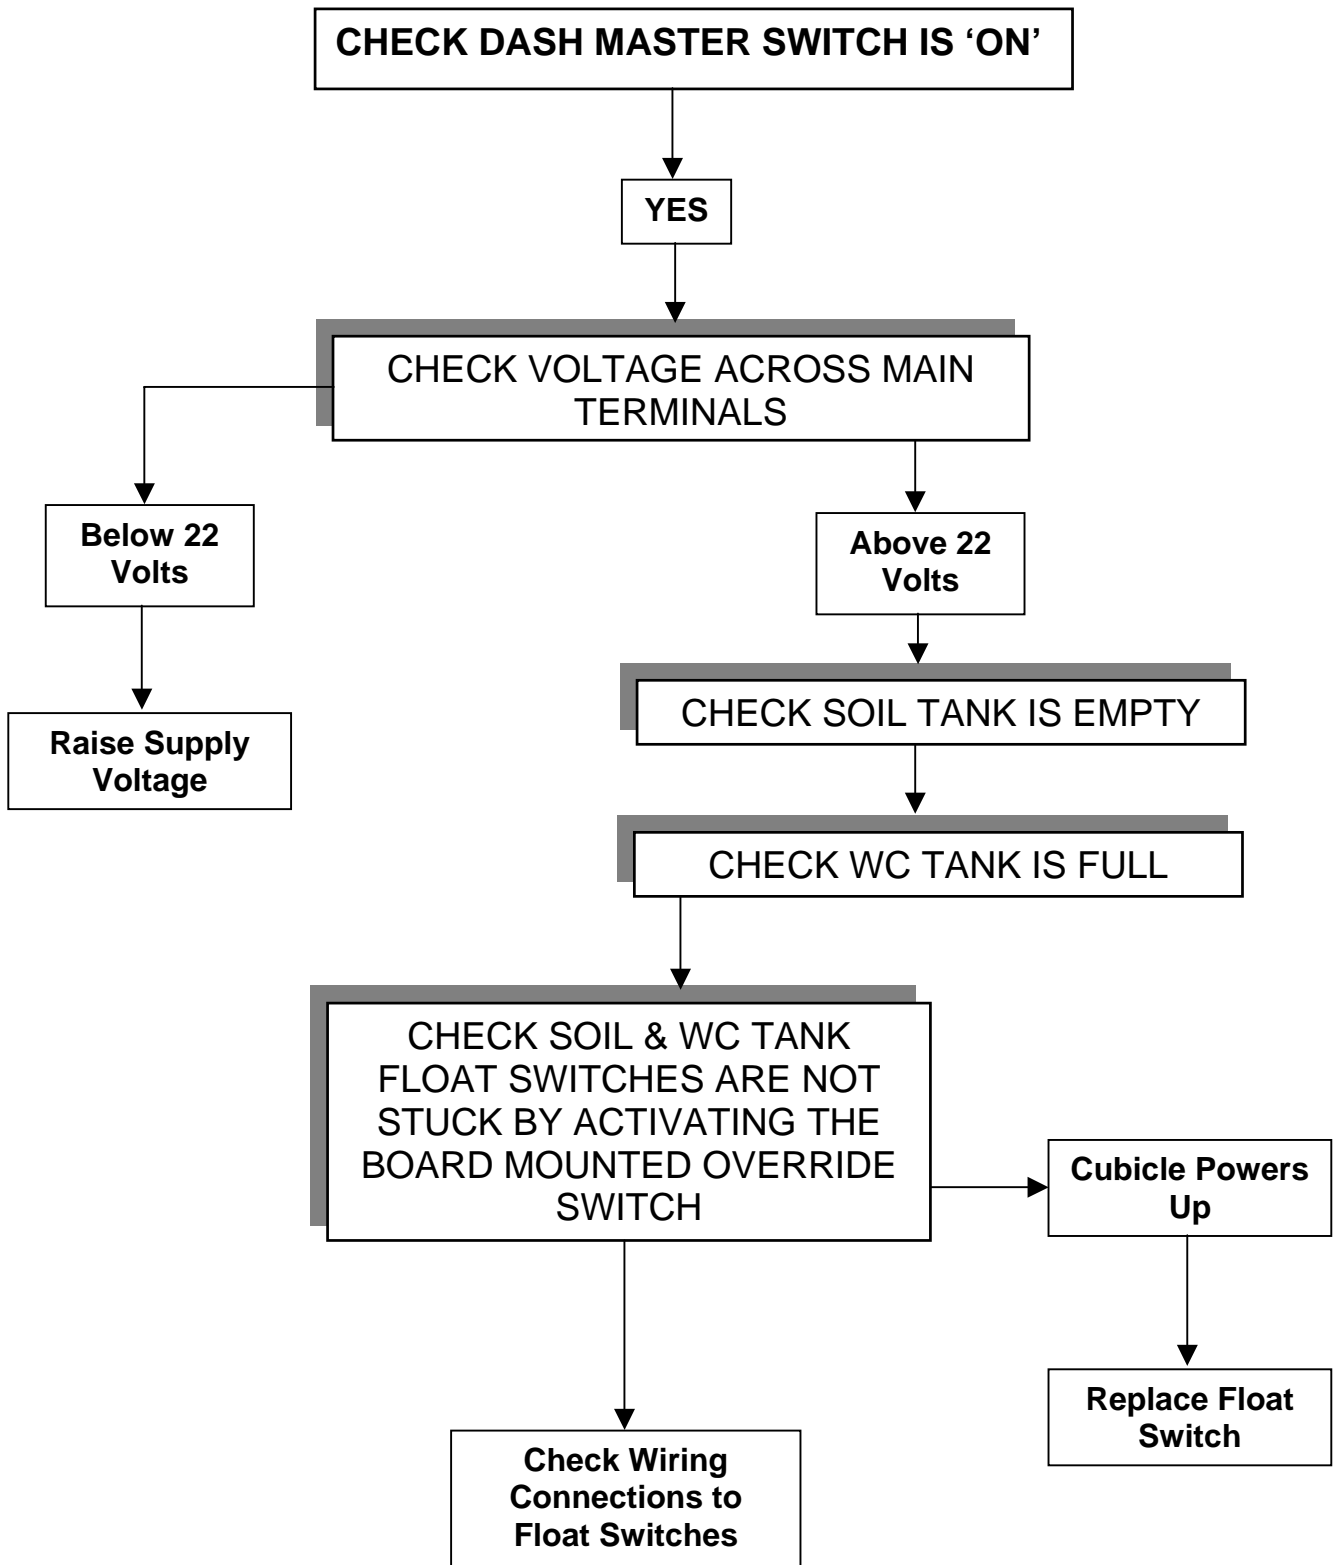 CHECK DASH MASTER SWITCH IS ‘ON’
YES
CHECK VOLTAGE ACROSS MAIN
TERMINALS
Below 22
Volts
Above 22
Volts
Raise Supply
Voltage
CHECK SOIL TANK IS EMPTY
CHECK WC TANK IS FULL
CHECK SOIL & WC TANK
FLOAT SWITCHES ARE NOT
STUCK BY ACTIVATING THE
BOARD MOUNTED OVERRIDE
SWITCH
Cubicle Powers
Up
Replace Float
Switch
Check Wiring
Connections to
Float Switches